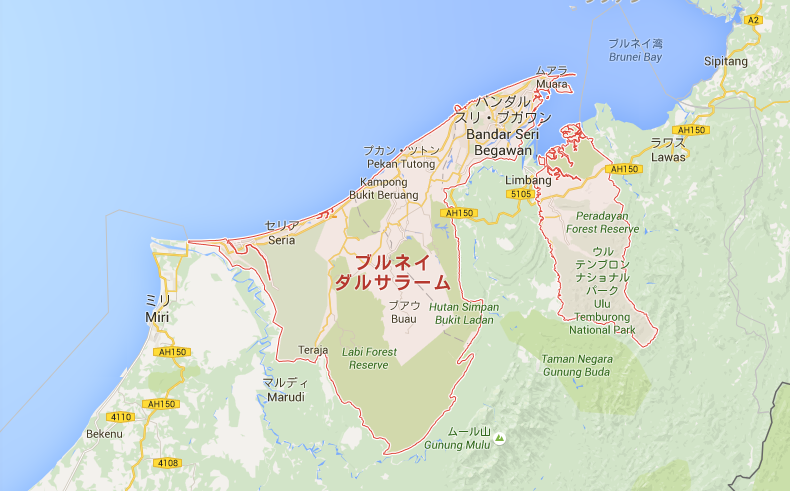 A2
ブルネイ湾
Brunei Bay
Sipitang
ムアラ
Muara
バンダル
スリ・ブガワン
Bandar Seri
Begawan
AH150
ラワス
Lawas
ブカン・ツトン
Pekan Tutong
Kampong
Bukit Beruang
Limbang
AH150
5105
AH150
Peradayan
Forest Reserve
セリア
Seria
ブルネイ
ダルサラーム
ウル
テンブロン
ナショナル
パーク
Ulu
Temburong
National Park
ミリ
Miri
ブアウ
Buau
Hutan Simpan
Bukit Ladan
AH150
Teraja
Labi Forest
Reserve
Taman Negara
Gunung Buda
マルディ
Marudi
AH150
4110
Bekenu
ムール山
Gunung Mulu
4108